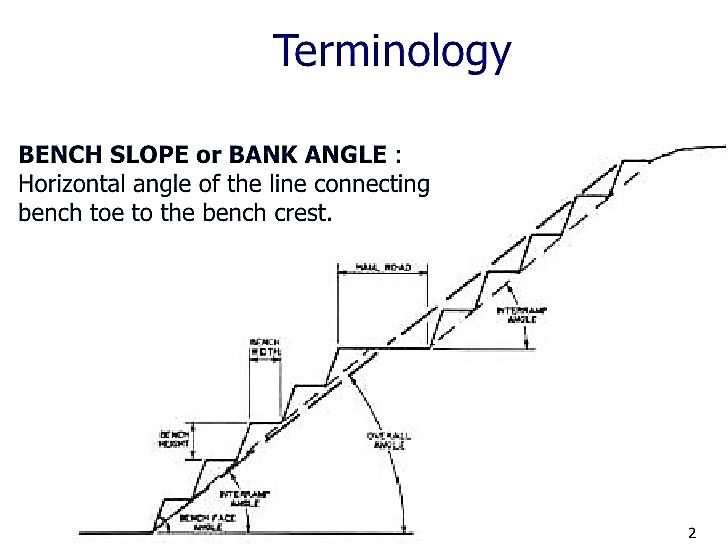 Terminology
BENCH SLOPE or BANK ANGLE :
Horizontal angle of the line connecting
bench toe to the bench crest.
HAUL ROAD
INTERRAMP
ANGLE
BENCH
WIDTH
BENCH
HEIGHT
OVERALL
ANGLE
INTERRAMP
ANGLE
BENCH FACE
ANGLE
2